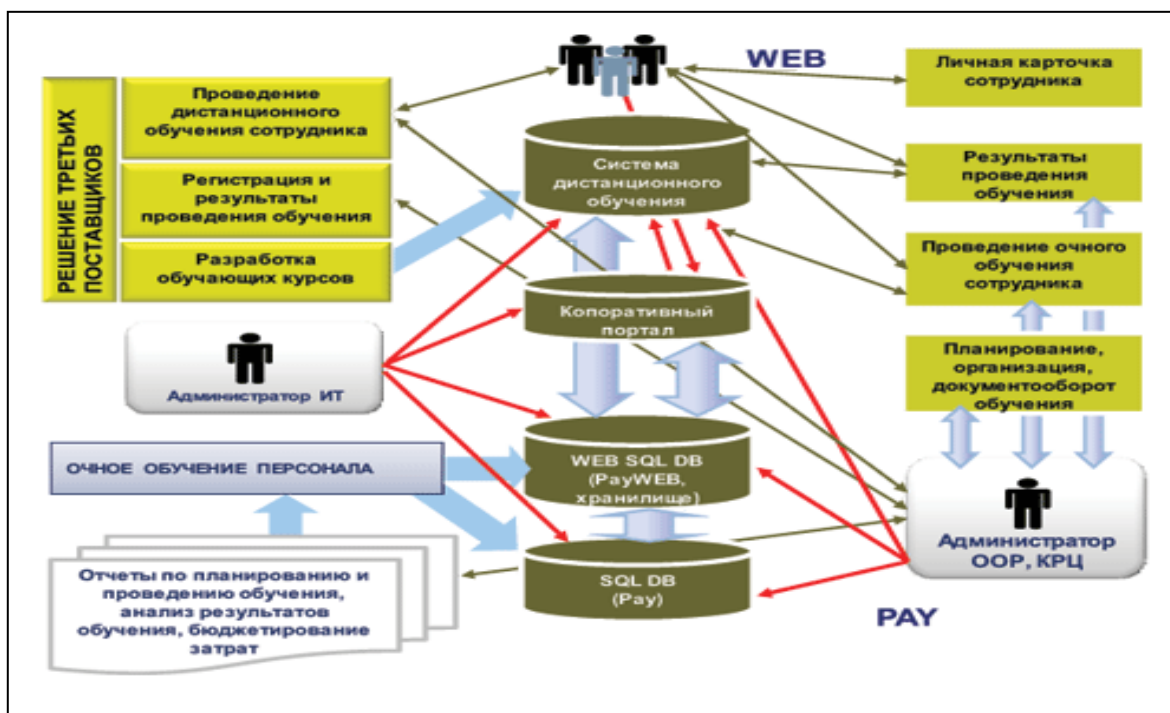 WEB
РЕШЕНИЕ ТРЕТЬИХ
ПОСТАВЩИКОВ
Проведение
дистанционного
обучения сотрудника
Регистрация и
результаты
проведения обучения
Разработка
обучающих курсов
Система
дистанционного
обучения
Копоративный
портал
Личная карточка
сотрудника
Результаты
проведения
обучения
Проведение очного
обучения
сотрудника
Планирование,
организация,
документооборот
обучения
Администратор ИТ
ОЧНОЕ ОБУЧЕНИЕ ПЕРСОНАЛА
WEB SQL DB
(PayWEB,
хранилище)
SQL DB
(Pay)
Администратор
ООР, КРЦ
PAY
Отчеты по планированию и
проведению обучения,
анализ результатов
обучения, бюджетирование
затрат